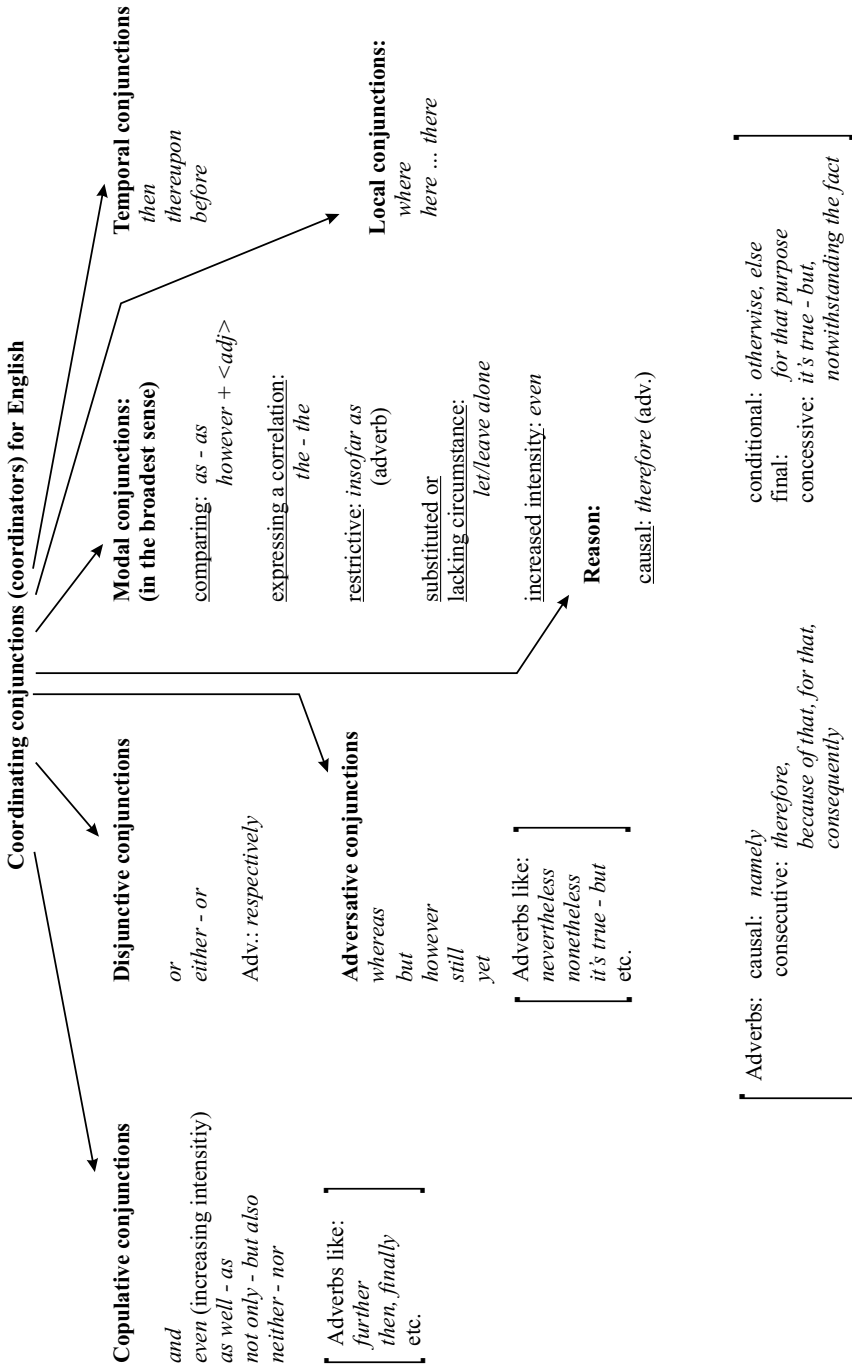 Coordinating conjunctions (coordinators) for English
Copulative conjunctions
and
even (increasing intensitiy)
as well - as
not only - but also
neither - nor
Adverbs like:
further
then, finally
etc.
Disjunctive conjunctions
or
either - or
Adv.: respectively
Adversative conjunctions
whereas
but
however
still
yet
Adverbs like:
nevertheless
nonetheless
it's true - but
etc.
Modal conjunctions:
(in the broadest sense)
comparing: as - as
however + <adj>
expressing a correlation:
the - the
restrictive: insofar as
(adverb)
substituted or
lacking circumstance:
let/leave alone
increased intensity: even
Reason:
causal: therefore (adv.)
Temporal conjunctions
then
thereupon
before
Local conjunctions:
where
here ... there
Adverbs: causal: namely
consecutive: therefore,
because of that, for that,
consequently
conditional: otherwise, else
final: for that purpose
concessive: it's true - but,
notwithstanding the fact